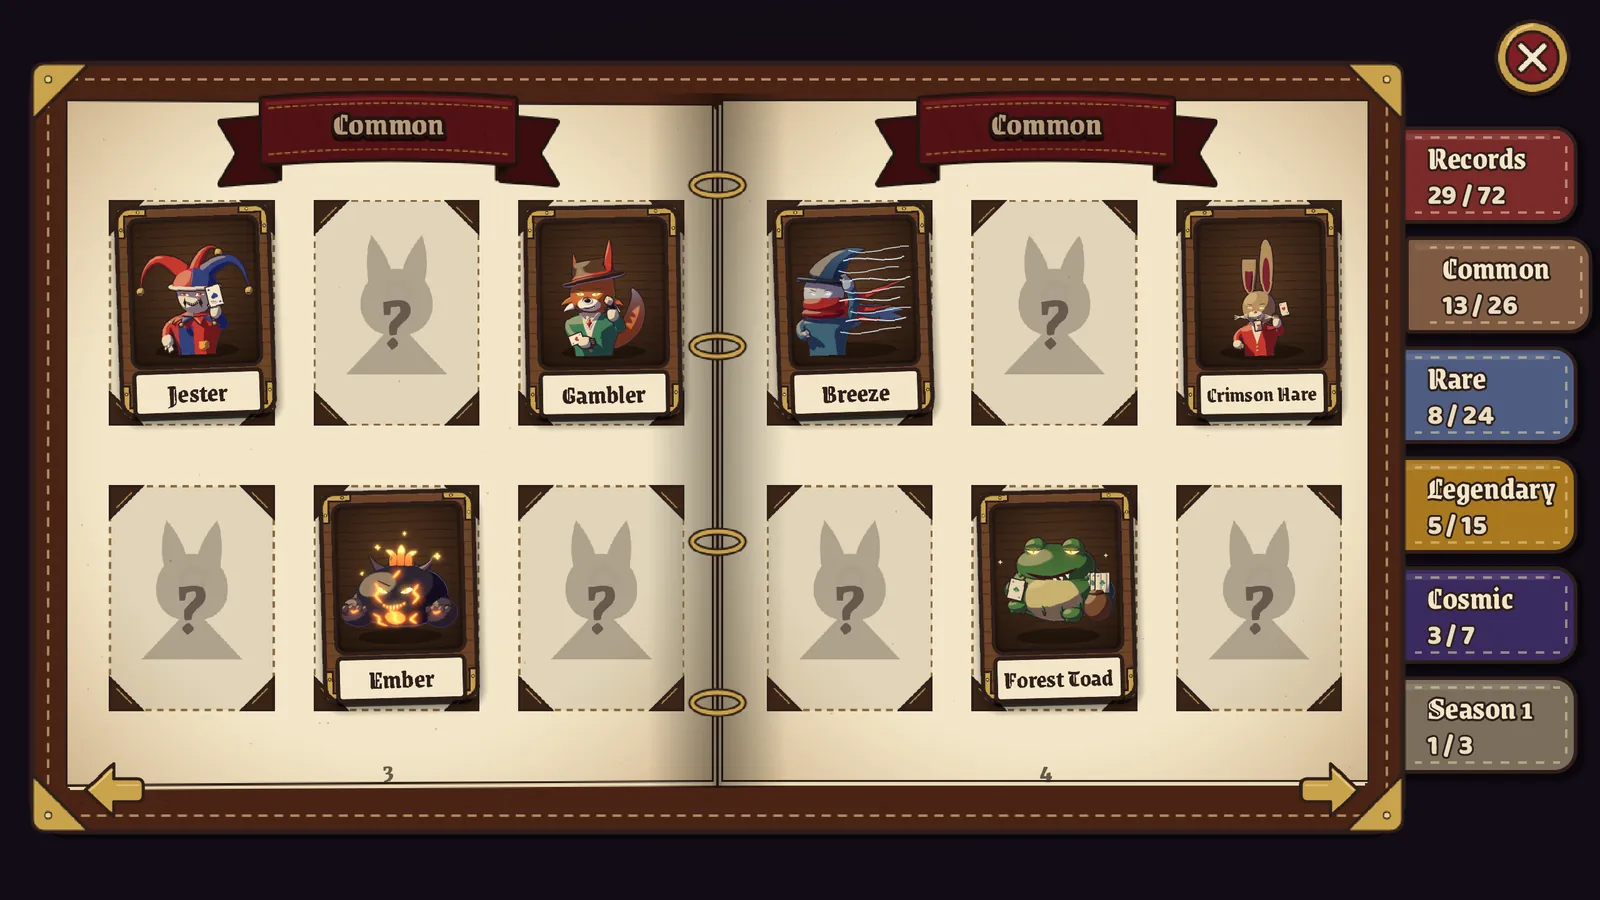 Common
Jester
?
Gambler
?
Ember
?
3
Common
Breeze
?
Crimson Hare
?
Forest Toad
?
4
Records
29 / 72
Common
13 / 26
Rare
8 / 24
Legendary
5 / 15
Cosmic
3 / 7
Season 1
1 / 3